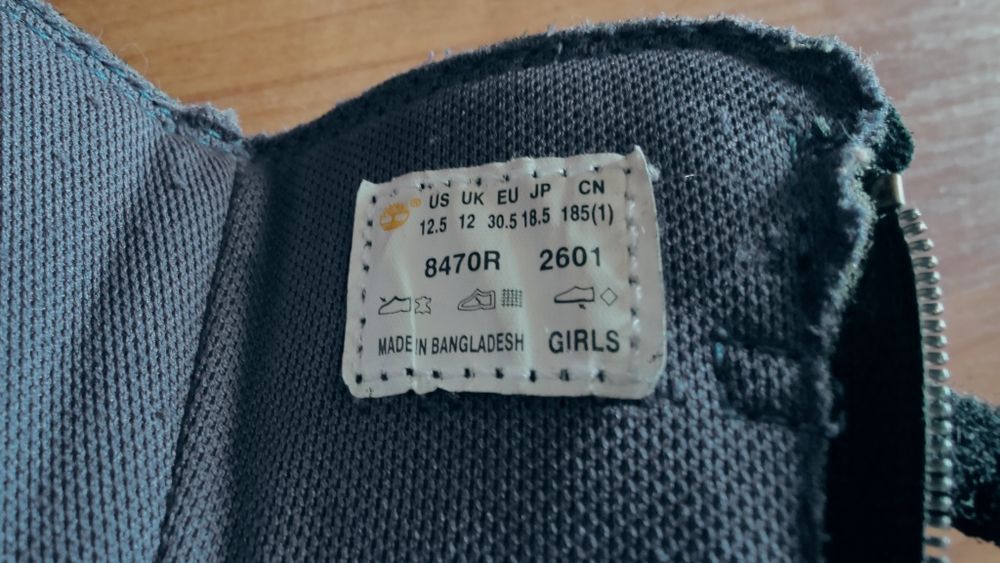 ® US UK EU JP CN
12.5 12 30.5 18.5 185(1)
8470R 2601
MADE IN BANGLADESH GIRLS